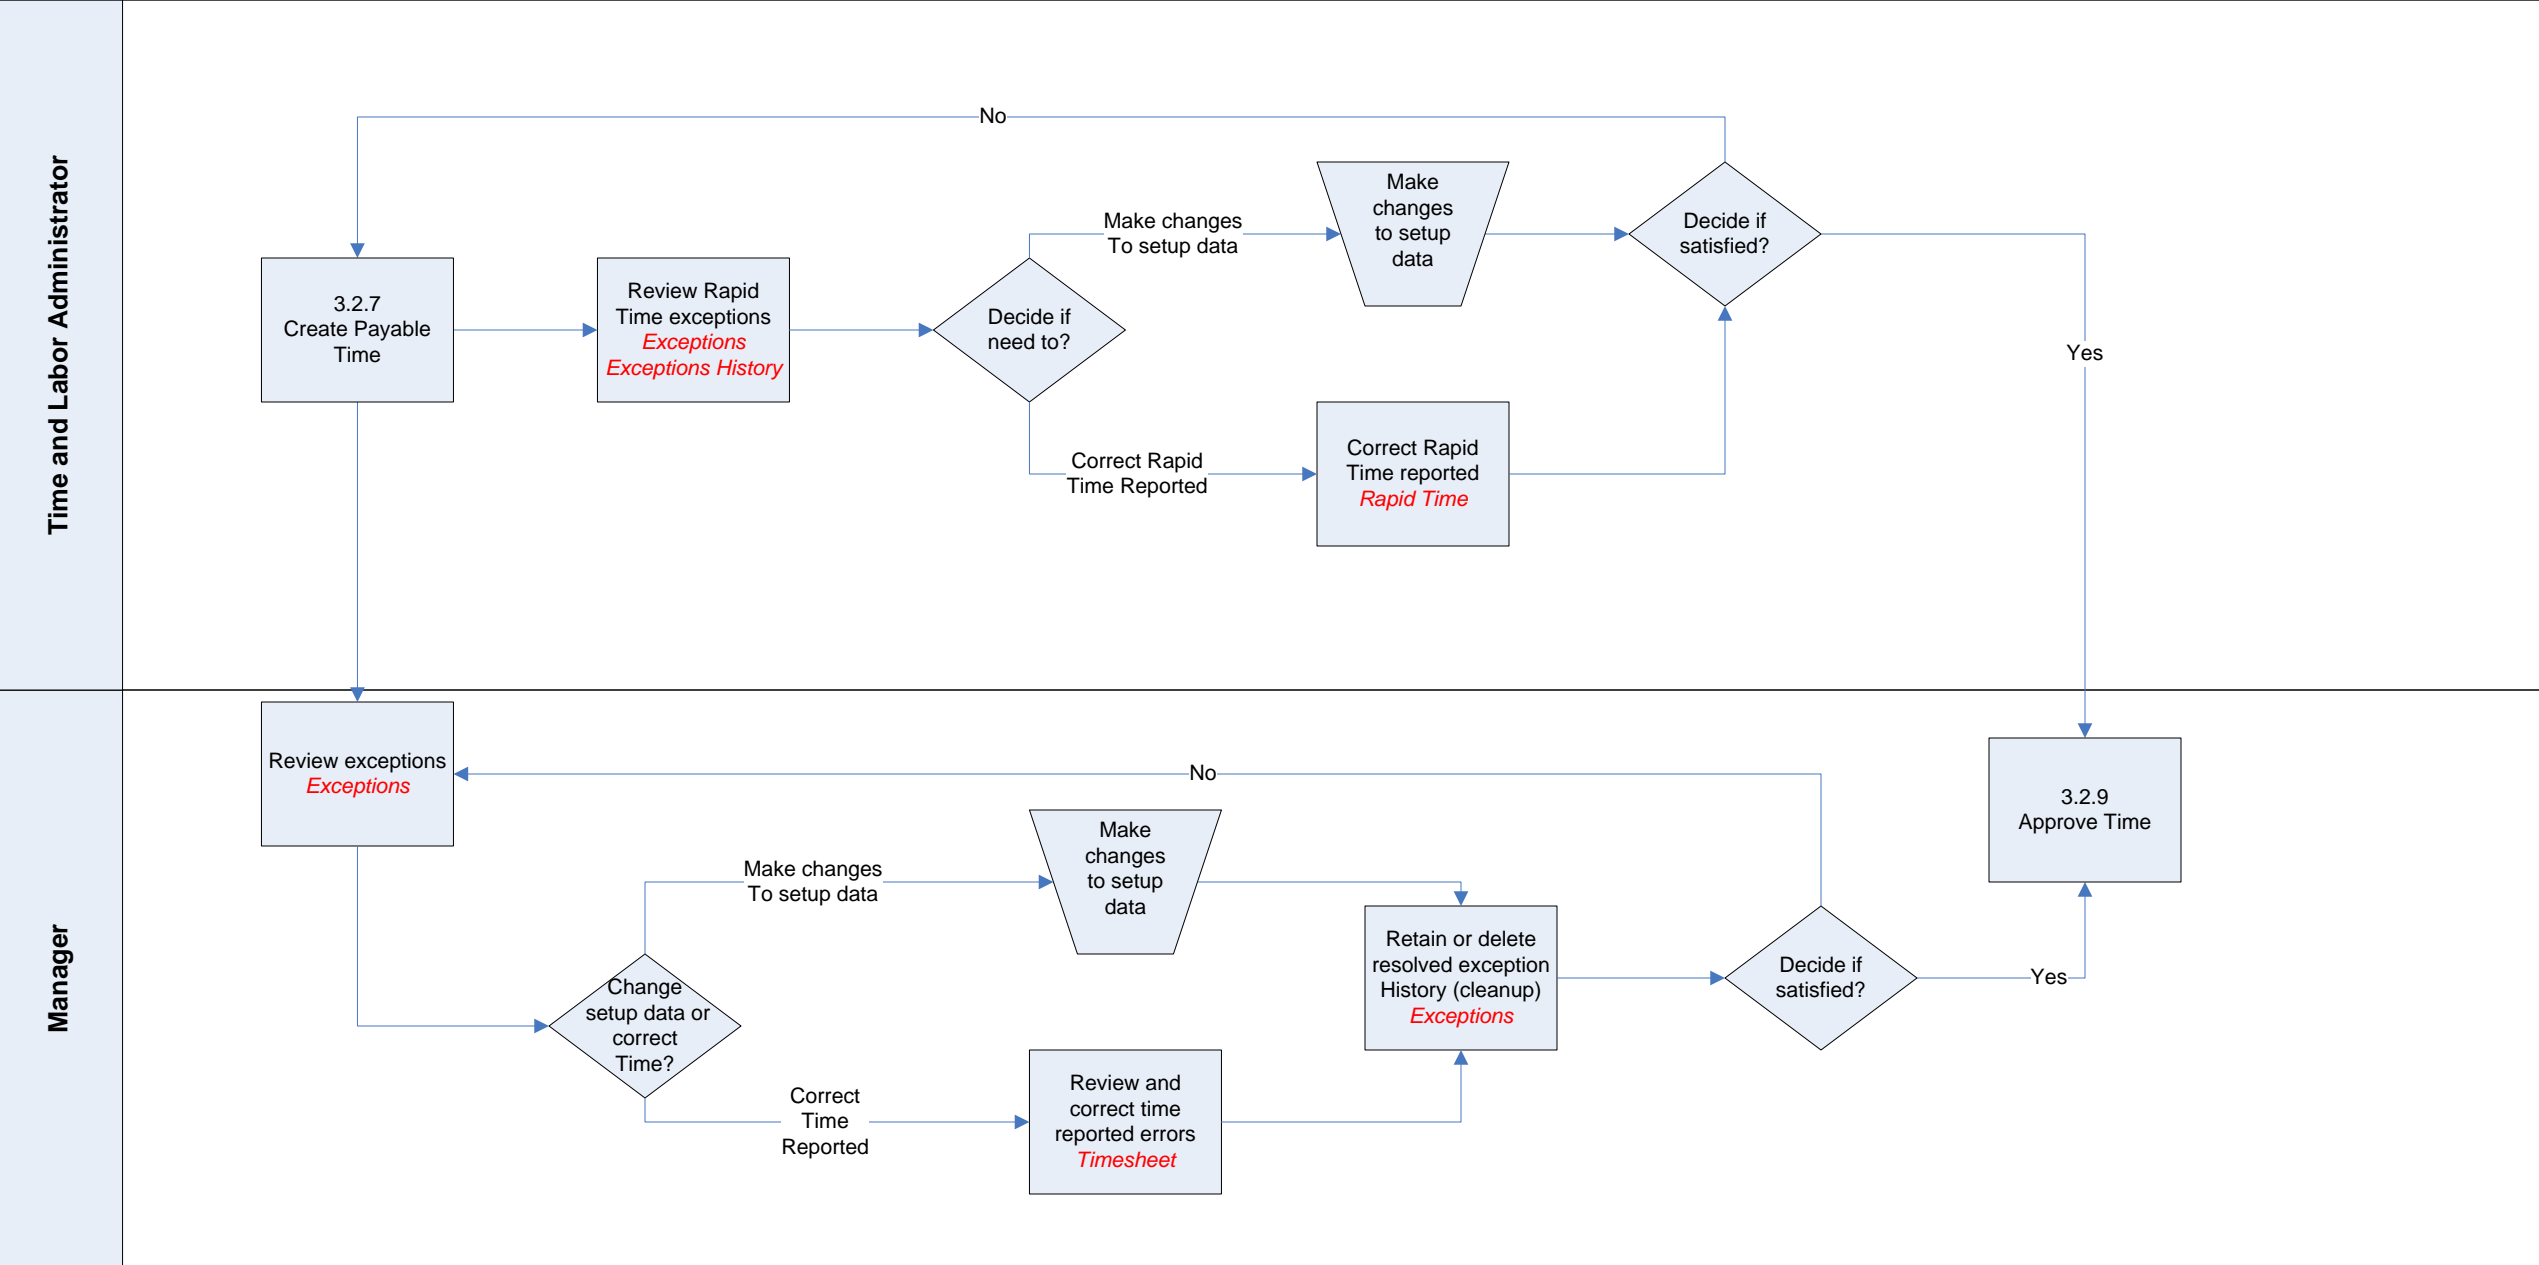 Time and Labor Administrator
No
3.2.7
Create Payable
Time
Review Rapid
Time exceptions
Exceptions
Exceptions History
Decide if
need to?
Make changes
To setup data
Make
changes
to setup
data
Decide if
satisfied?
Yes
Correct Rapid
Time Reported
Correct Rapid
Time reported
Rapid Time
Manager
Review exceptions
Exceptions
No
3.2.9
Approve Time
Change
setup data or
correct
Time?
Make changes
To setup data
Make
changes
to setup
data
Correct
Time
Reported
Review and
correct time
reported errors
Timesheet
Retain or delete
resolved exception
History (cleanup)
Exceptions
Decide if
satisfied?
Yes